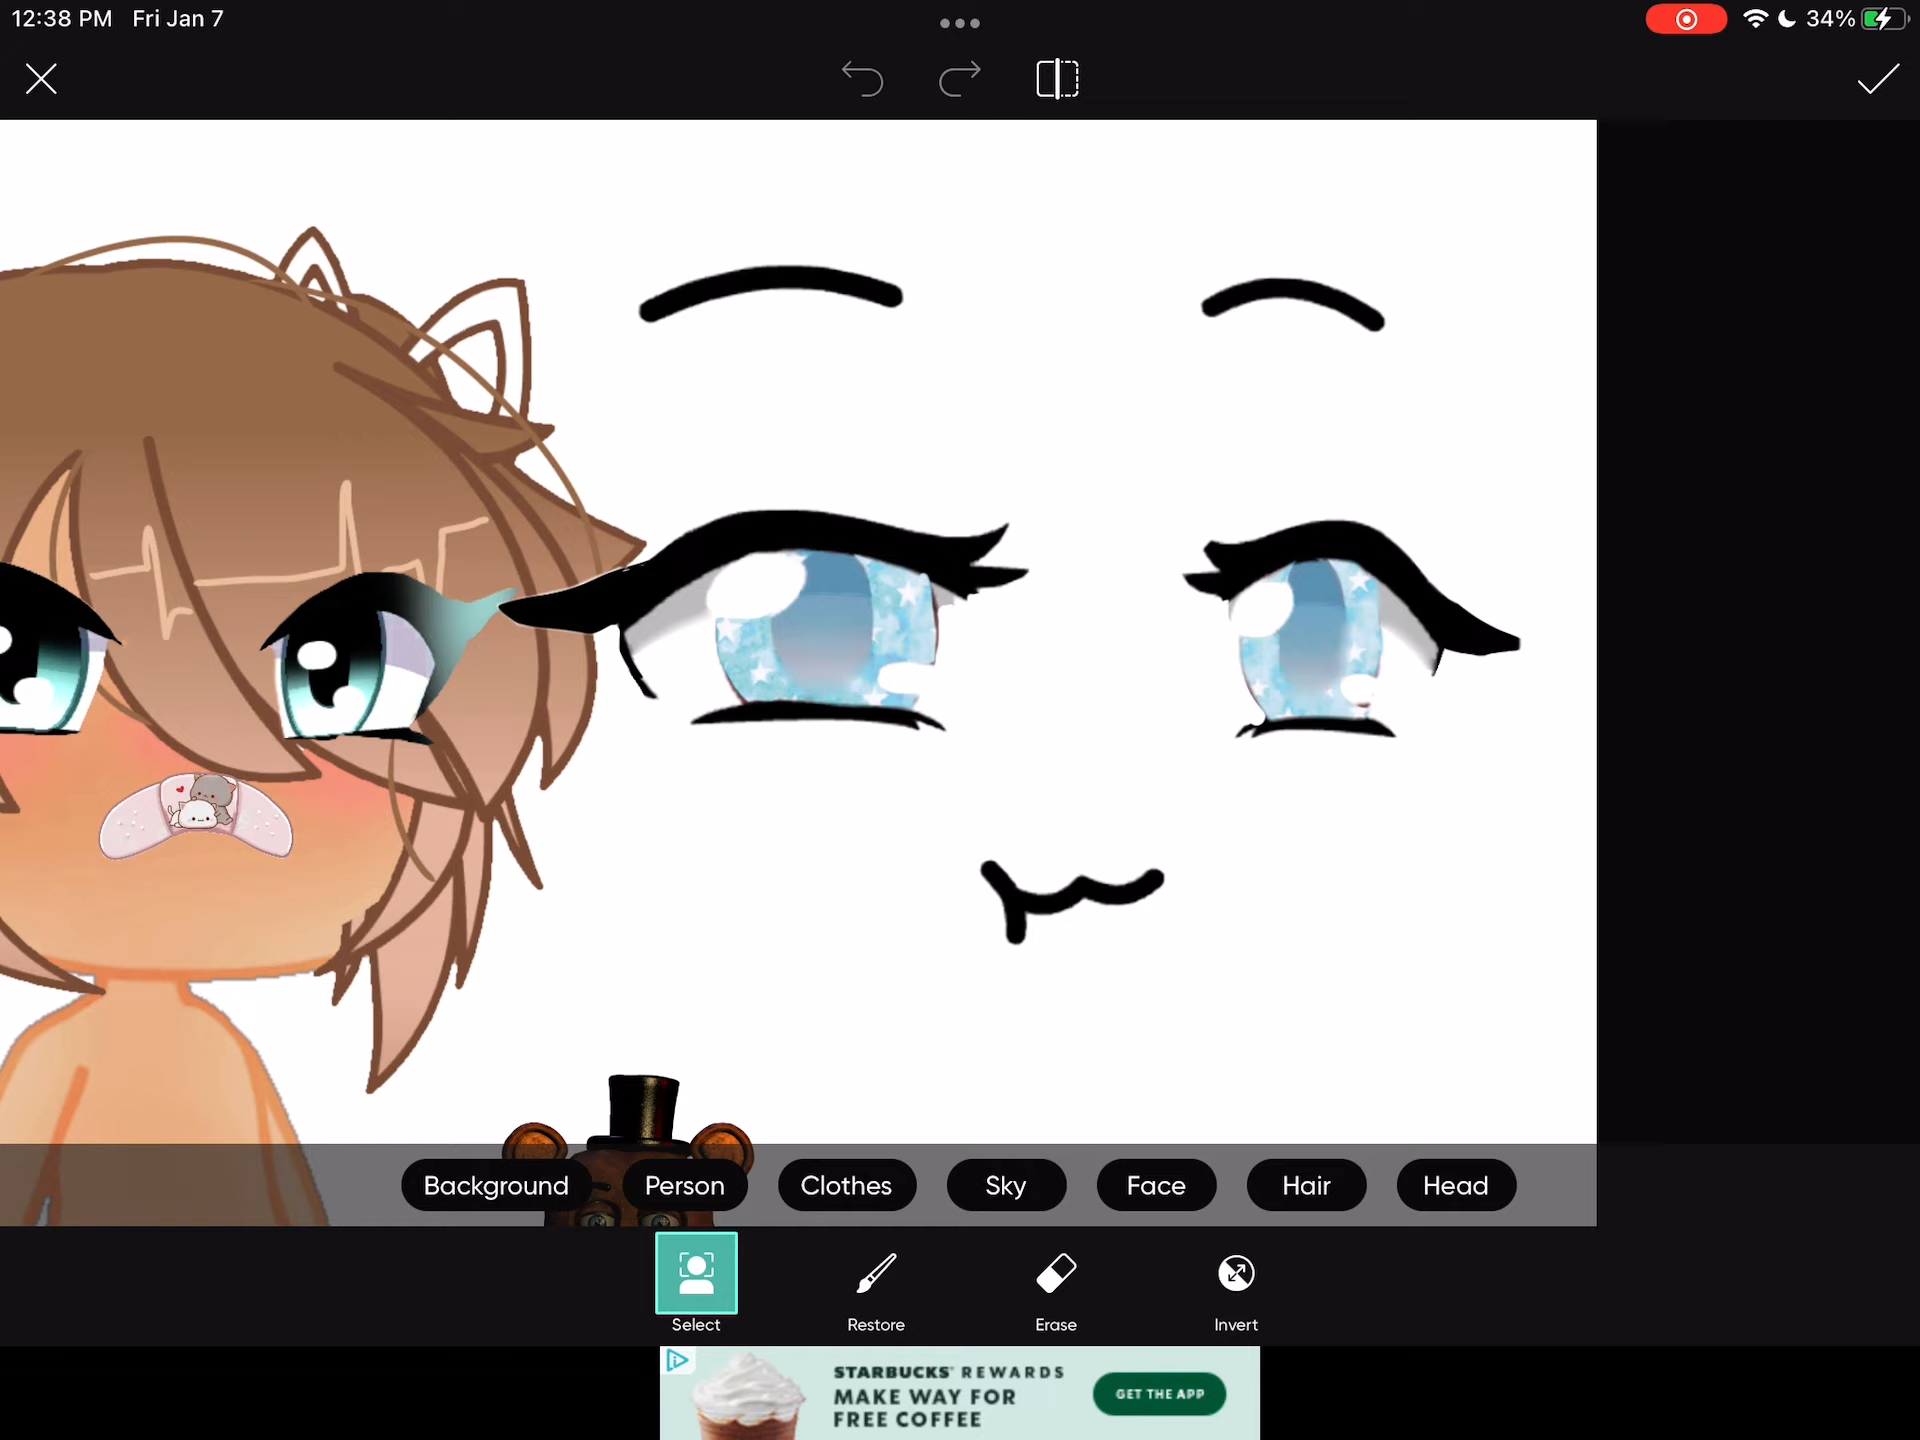 12:38 PM Fri Jan 7
34%
Background Person Clothes Sky Face Hair Head
Select Restore Erase Invert
STARBUCKS® REWARDS
MAKE WAY FOR
FREE COFFEE
GET THE APP